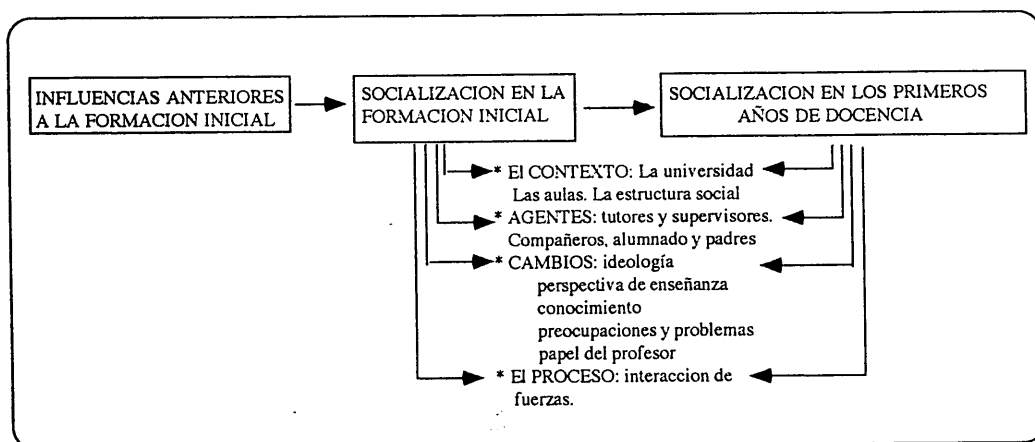 INFLUENCIAS ANTERIORES
A LA FORMACION INICIAL
SOCIALIZACION EN LA
FORMACION INICIAL
SOCIALIZACION EN LOS PRIMEROS
AÑOS DE DOCENCIA
* El CONTEXTO: La universidad
Las aulas. La estructura social
* AGENTES: tutores y supervisores.
Compañeros, alumnado y padres
* CAMBIOS: ideología
perspectiva de enseñanza
conocimiento
preocupaciones y problemas
papel del profesor
* El PROCESO: interaccion de
fuerzas.